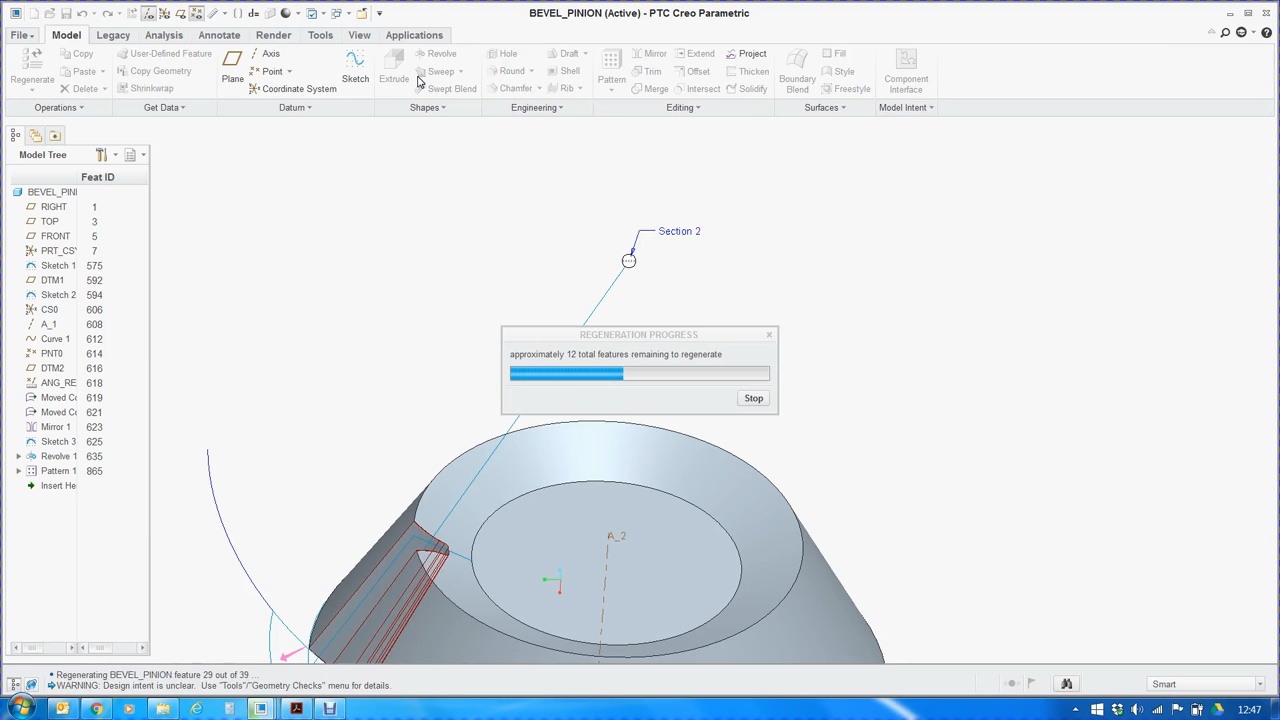 BEVEL_PINION (Active) - PTC Creo Parametric
File Model Legacy Analysis Annotate Render Tools View Applications
Regenerate Copy Paste Delete
User-Defined Feature Copy Geometry Shrinkwrap
Plane Axis Point Coordinate System Sketch
Extrude Revolve Sweep Swept Blend
Hole Round Chamfer Draft Shell Rib
Pattern Mirror Trim Merge Extend Offset Intersect Project Thicken Solidify
Boundary Blend Fill Style Freestyle
Component Interface
Operations Get Data Datum Shapes Engineering Editing Surfaces Model Intent
Model Tree
Feat ID
BEVEL_PINI
RIGHT 1
TOP 3
FRONT 5
PRT_CSY 7
Sketch 1 575
DTM1 592
Sketch 2 594
CS0 606
A_1 608
Curve 1 612
PNT0 614
DTM2 616
ANG_RE 618
Moved Co 619
Moved Co 621
Mirror 1 623
Sketch 3 625
Revolve 1 635
Pattern 1 865
Insert He
Section 2
REGENERATION PROGRESS
approximately 12 total features remaining to regenerate
Stop
A_2
Regenerating BEVEL_PINION feature 29 out of 39 ...
WARNING: Design intent is unclear. Use "Tools"/"Geometry Checks" menu for details.
Smart
12:47